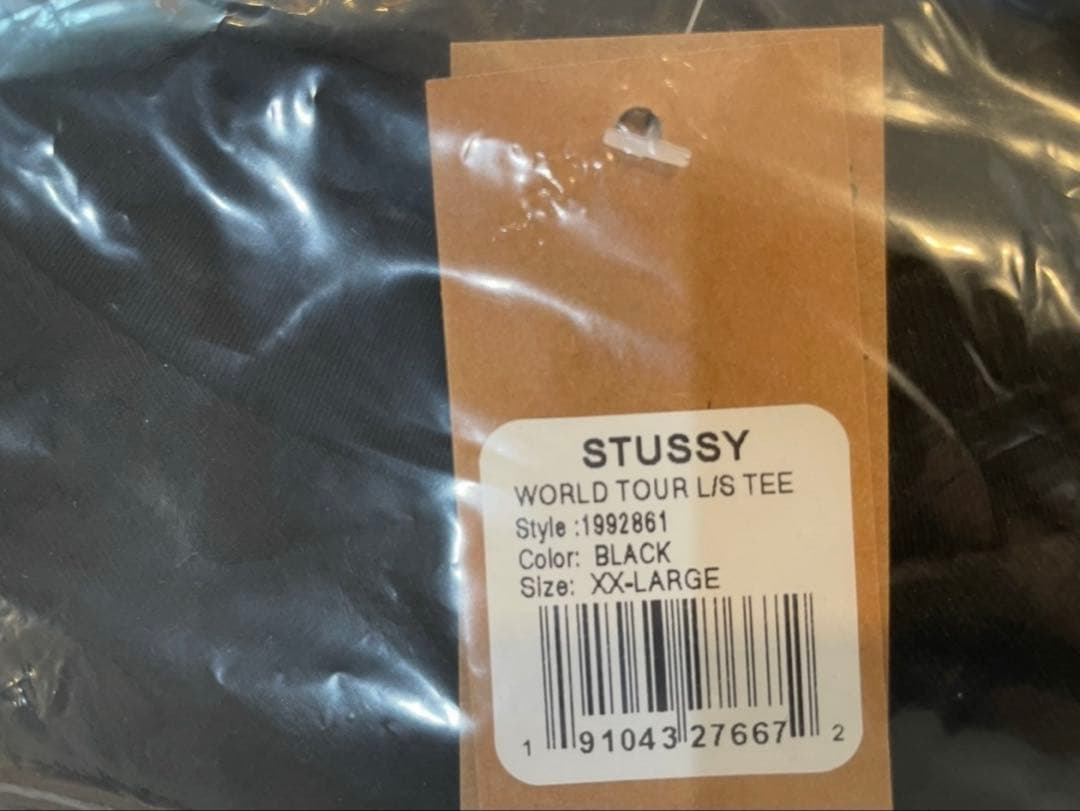 STUSSY
WORLD TOUR L/S TEE
Style :1992861
Color: BLACK
Size: XX-LARGE
1 91043 27667 2